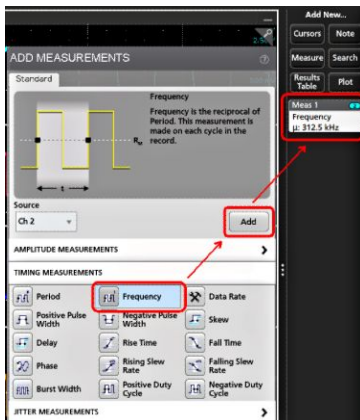 Add New...
Cursors Note
Measure Search
Results Table Plot
Meas 1
Frequency
µ: 312.5 kHz
ADD MEASUREMENTS
Standard
Frequency
Frequency is the reciprocal of
Period. This measurement is
made on each cycle in the
record.
t
Source
Ch 2
Add
AMPLITUDE MEASUREMENTS
TIMING MEASUREMENTS
Period Frequency Data Rate
Positive Pulse Width Negative Pulse Width Skew
Delay Rise Time Fall Time
Phase Rising Slew Rate Falling Slew Rate
Burst Width Positive Duty Cycle Negative Duty Cycle
JITTER MEASUREMENTS